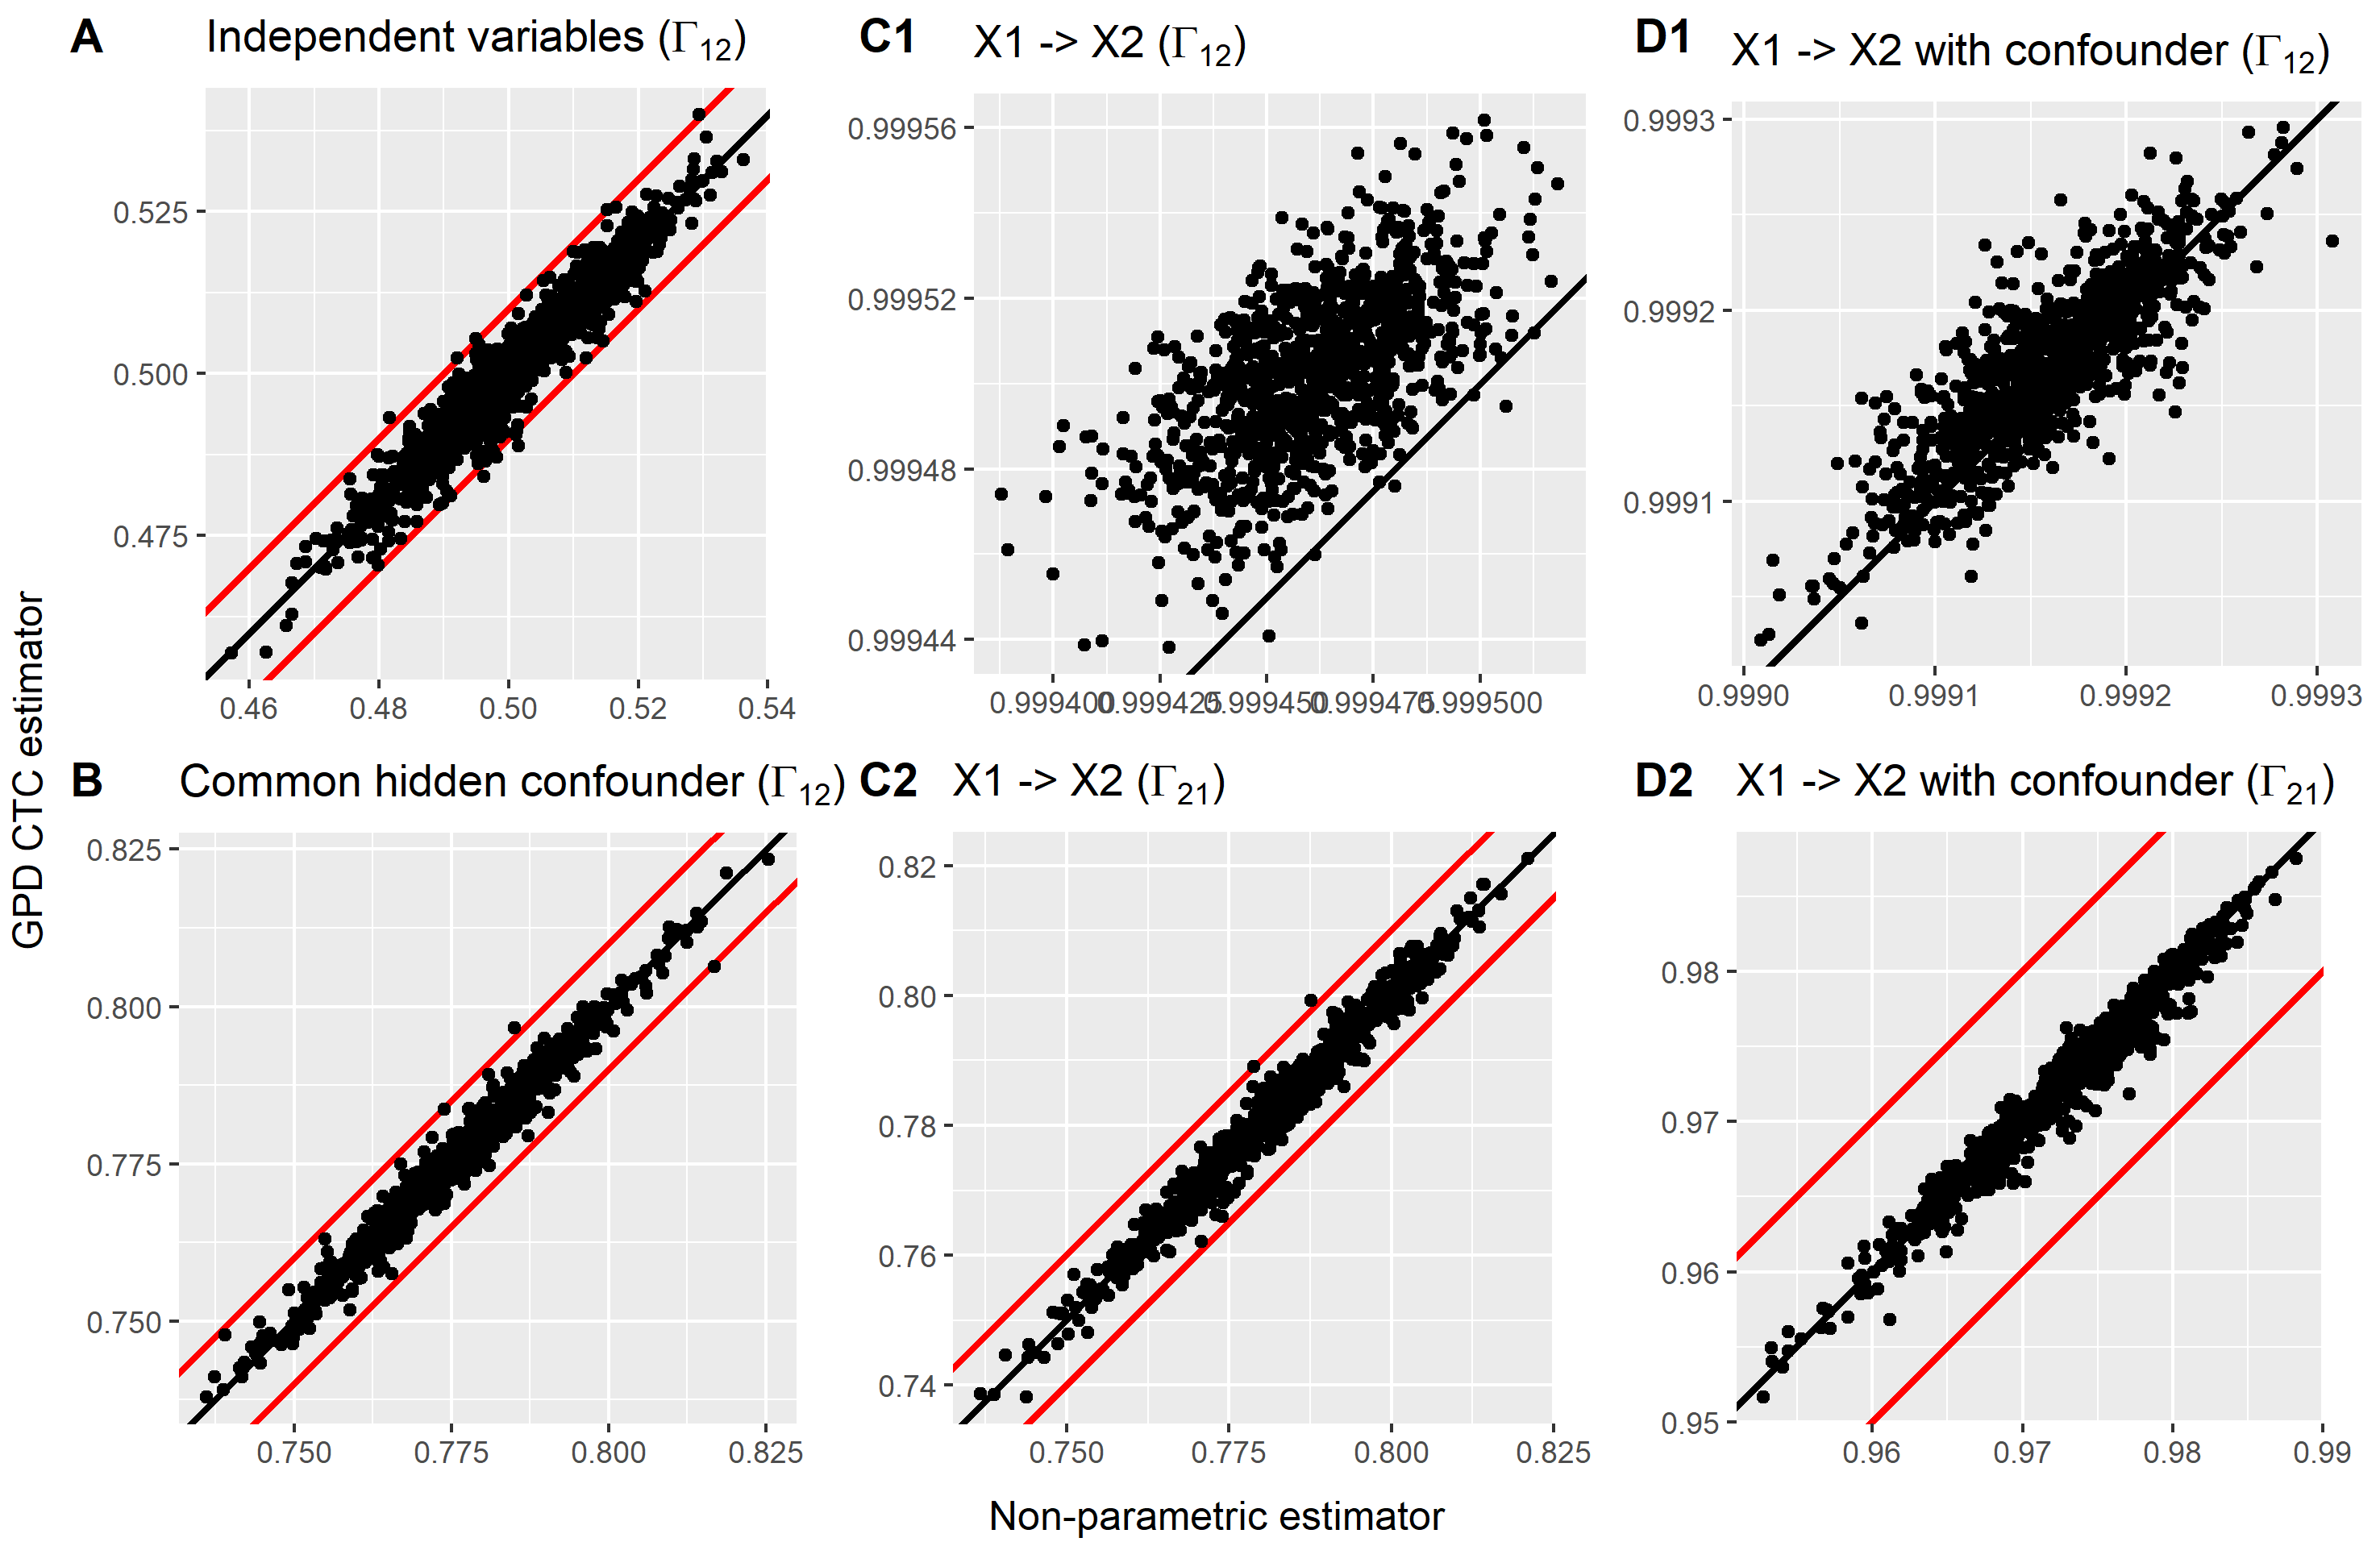 A
Independent variables (Γ12)
0.525
0.500
0.475
0.46 0.48 0.50 0.52 0.54
C1
X1 -> X2 (Γ12)
0.99956
0.99952
0.99948
0.99944
0.999400 0.999425 0.999450 0.999475 0.999500
D1
X1 -> X2 with confounder (Γ12)
0.9993
0.9992
0.9991
0.9990 0.9991 0.9992 0.9993
GPD CTC estimator
B
Common hidden confounder (Γ12)
0.825
0.800
0.775
0.750
0.750 0.775 0.800 0.825
C2
X1 -> X2 (Γ21)
0.82
0.80
0.78
0.76
0.74
0.750 0.775 0.800 0.825
D2
X1 -> X2 with confounder (Γ21)
0.98
0.97
0.96
0.95
0.96 0.97 0.98 0.99
Non-parametric estimator